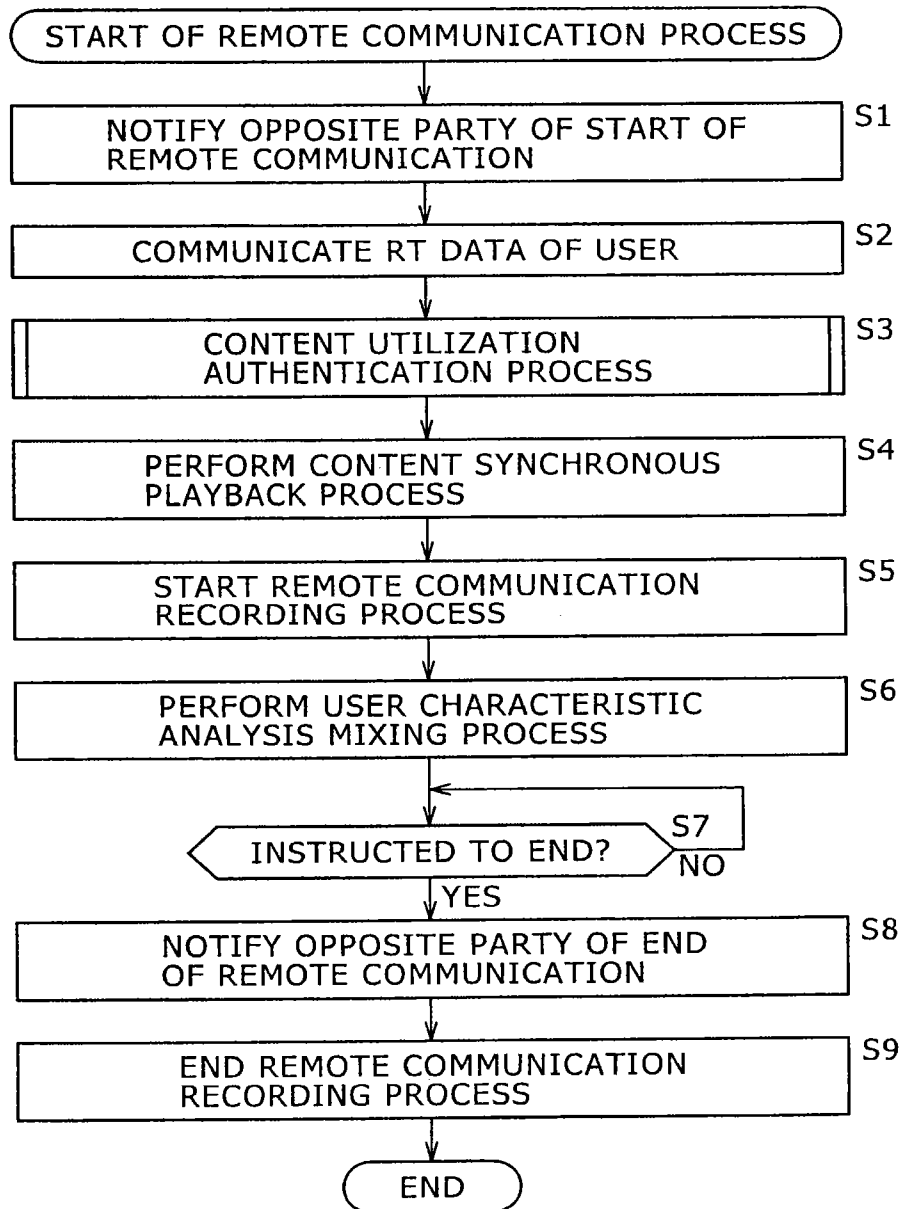 START OF REMOTE COMMUNICATION PROCESS
S1
NOTIFY OPPOSITE PARTY OF START OF
REMOTE COMMUNICATION
S2
COMMUNICATE RT DATA OF USER
S3
CONTENT UTILIZATION
AUTHENTICATION PROCESS
S4
PERFORM CONTENT SYNCHRONOUS
PLAYBACK PROCESS
S5
START REMOTE COMMUNICATION
RECORDING PROCESS
S6
PERFORM USER CHARACTERISTIC
ANALYSIS MIXING PROCESS
S7
INSTRUCTED TO END?
NO
YES
S8
NOTIFY OPPOSITE PARTY OF END
OF REMOTE COMMUNICATION
S9
END REMOTE COMMUNICATION
RECORDING PROCESS
END